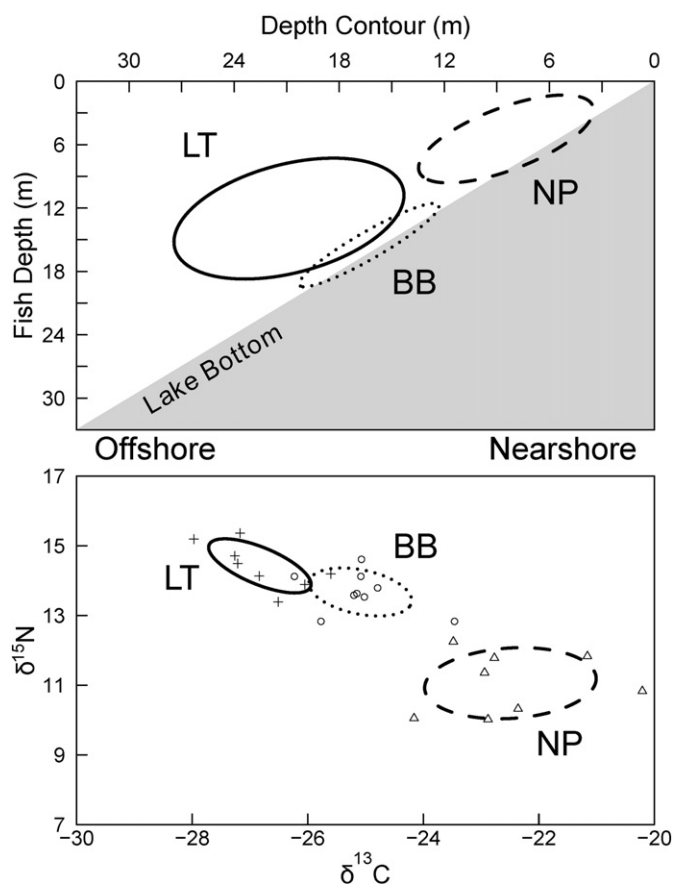 Depth Contour (m)
30 24 18 12 6 0
0
6
12
18
24
30
Fish Depth (m)
LT
NP
BB
Lake Bottom
Offshore Nearshore
17
15
13
11
9
7
δ15N
BB
LT
NP
−30 −28 −26 −24 −22 −20
δ13C